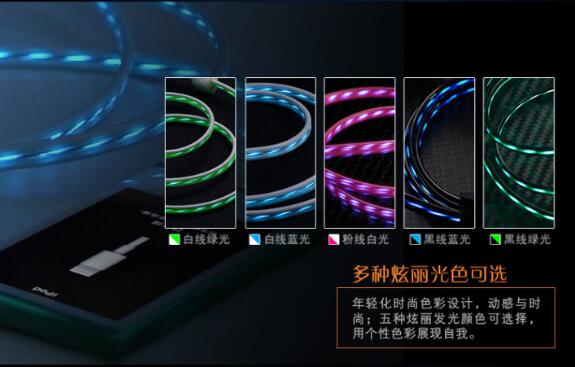 白线绿光
白线蓝光
粉线白光
黑线蓝光
黑线绿光
多种炫丽光色可选
年轻化时尚色彩设计，动感与时
尚；五种炫丽发光颜色可选择，
用个性色彩展现自我。
iPod